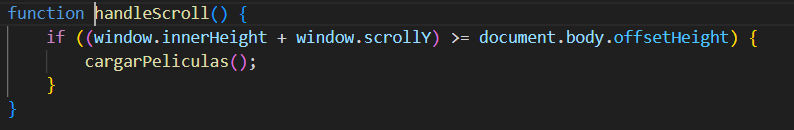 function handleScroll() {
    if ((window.innerHeight + window.scrollY) >= document.body.offsetHeight) {
        cargarPeliculas();
    }
}